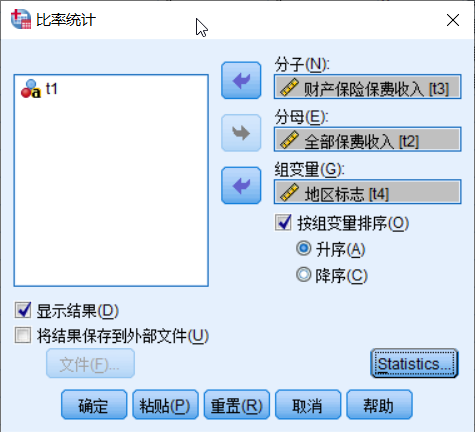 比率统计
t1
分子(N):
财产保险保费收入 [t3]
分母(E):
全部保费收入 [t2]
组变量(G):
地区标志 [t4]
按组变量排序(O)
升序(A)
降序(C)
显示结果(D)
将结果保存到外部文件(U)
文件(F)...
Statistics...
确定
粘贴(P)
重置(R)
取消
帮助